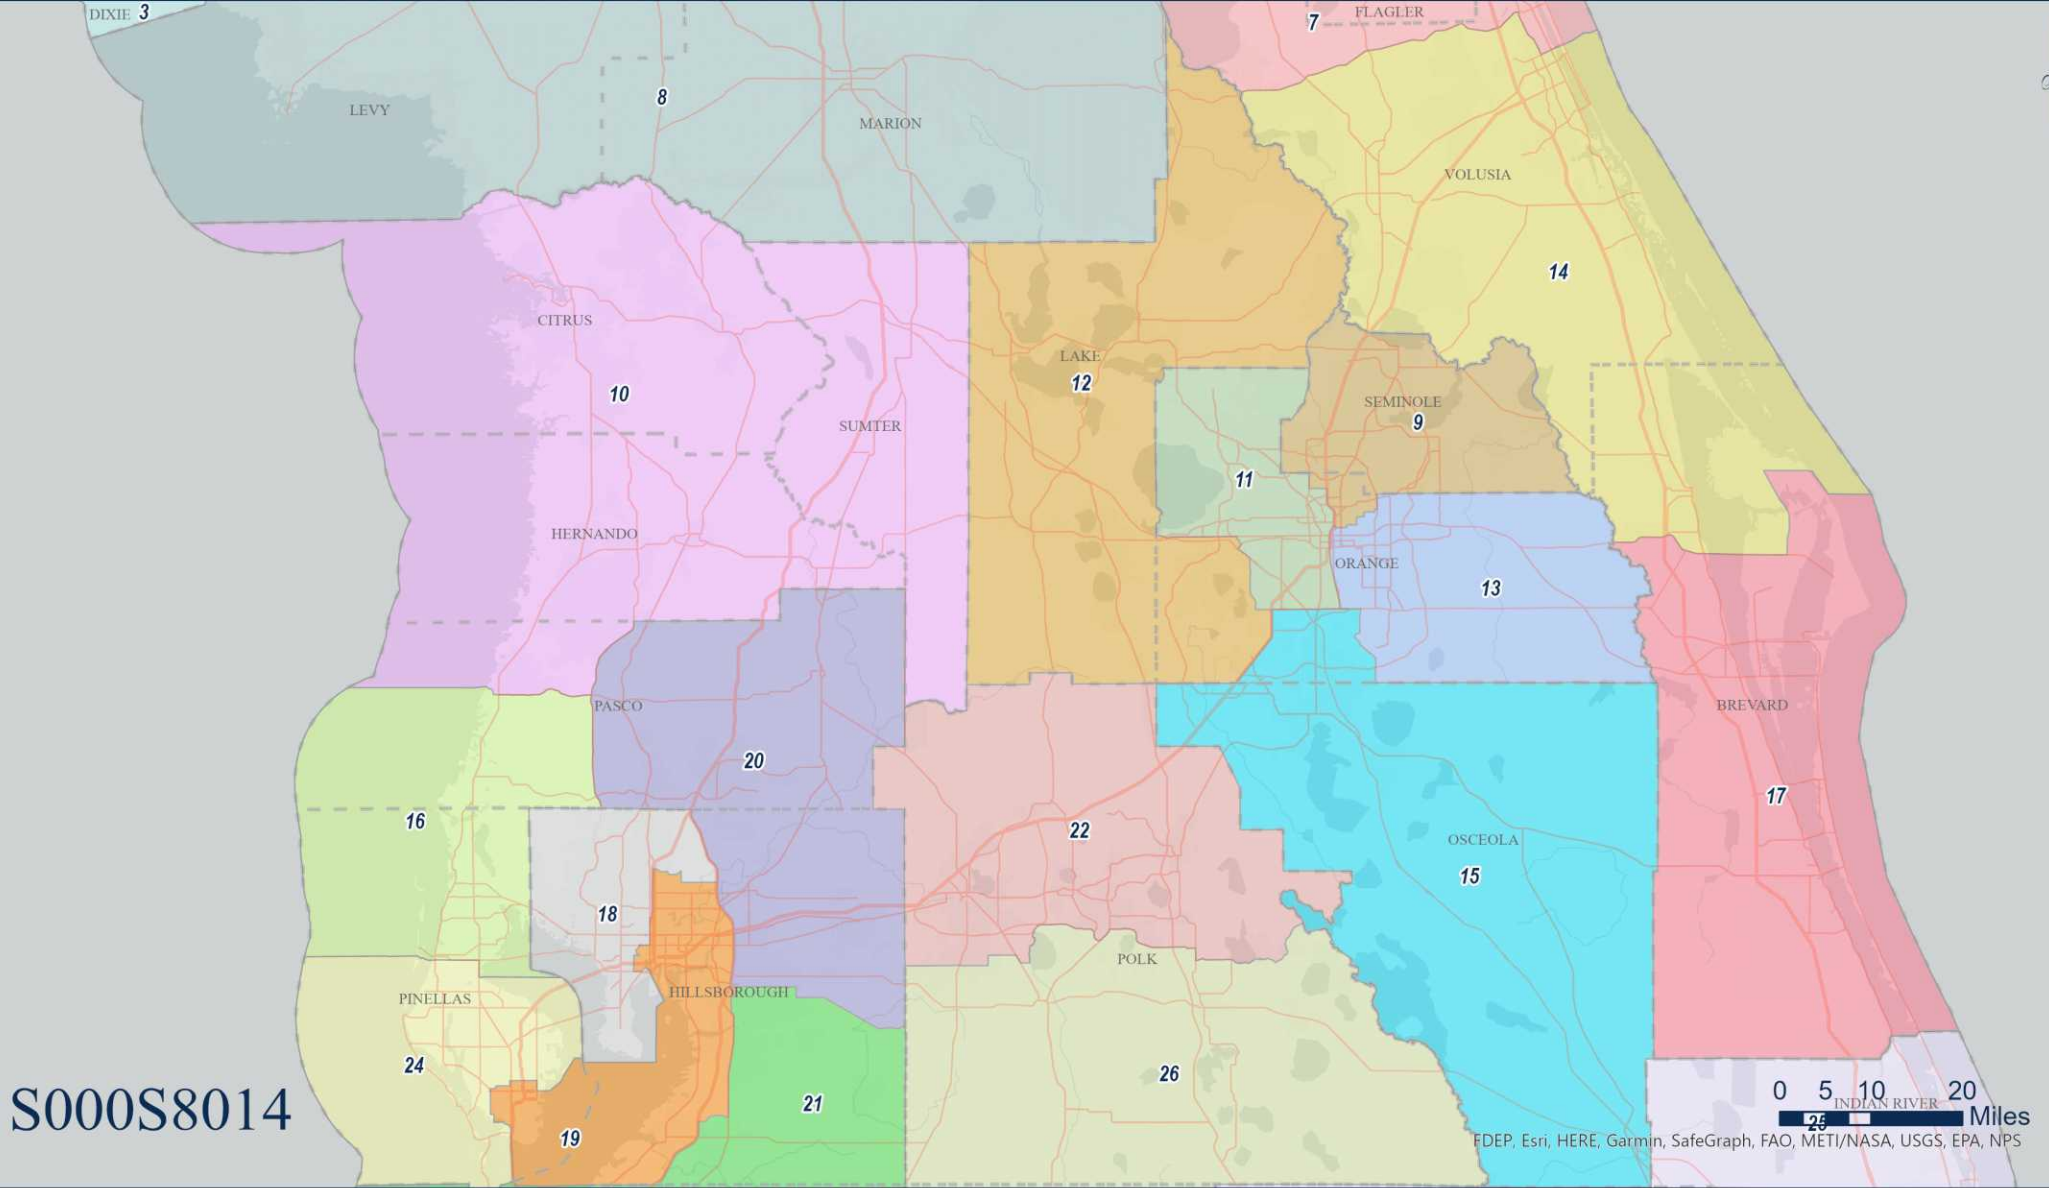 DIXIE 3
7
FLAGLER
8
LEVY
MARION
VOLUSIA
14
CITRUS
10
LAKE
12
SUMTER
SEMINOLE
9
11
HERNANDO
ORANGE
13
PASCO
BREVARD
20
17
16
22
OSCEOLA
15
18
POLK
PINELLAS
HILLSBOROUGH
24
26
21
19
S000S8014
0 5 10 20
Miles
INDIAN RIVER
25
FDEP, Esri, HERE, Garmin, SafeGraph, FAO, METI/NASA, USGS, EPA, NPS